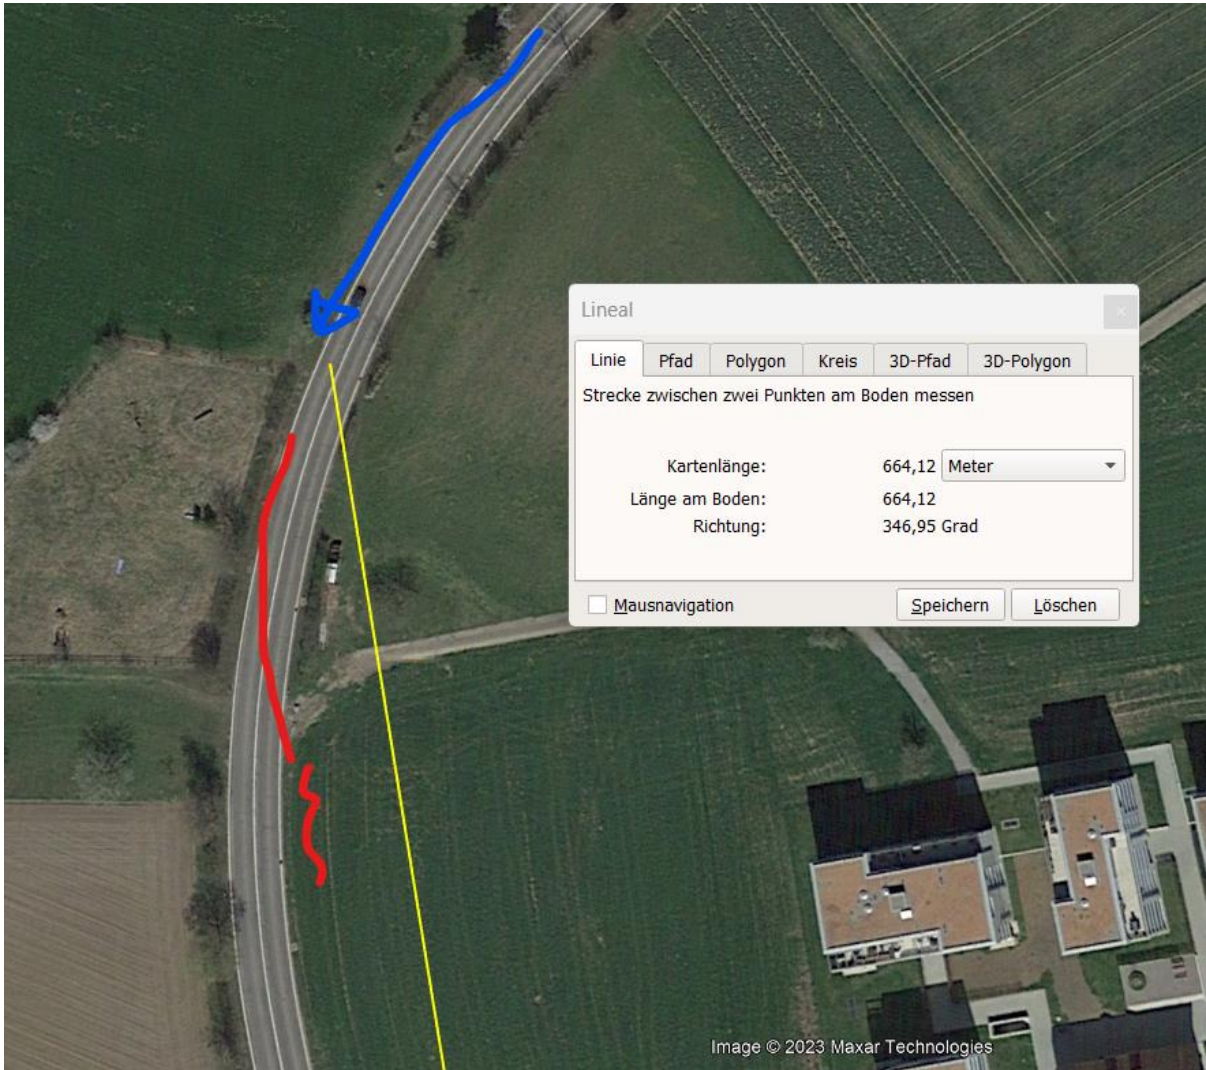 Lineal
Linie Pfad Polygon Kreis 3D-Pfad 3D-Polygon
Strecke zwischen zwei Punkten am Boden messen
Kartenlänge: 664,12 Meter
Länge am Boden: 664,12
Richtung: 346,95 Grad
Mausnavigation Speichern Löschen
Image © 2023 Maxar Technologies